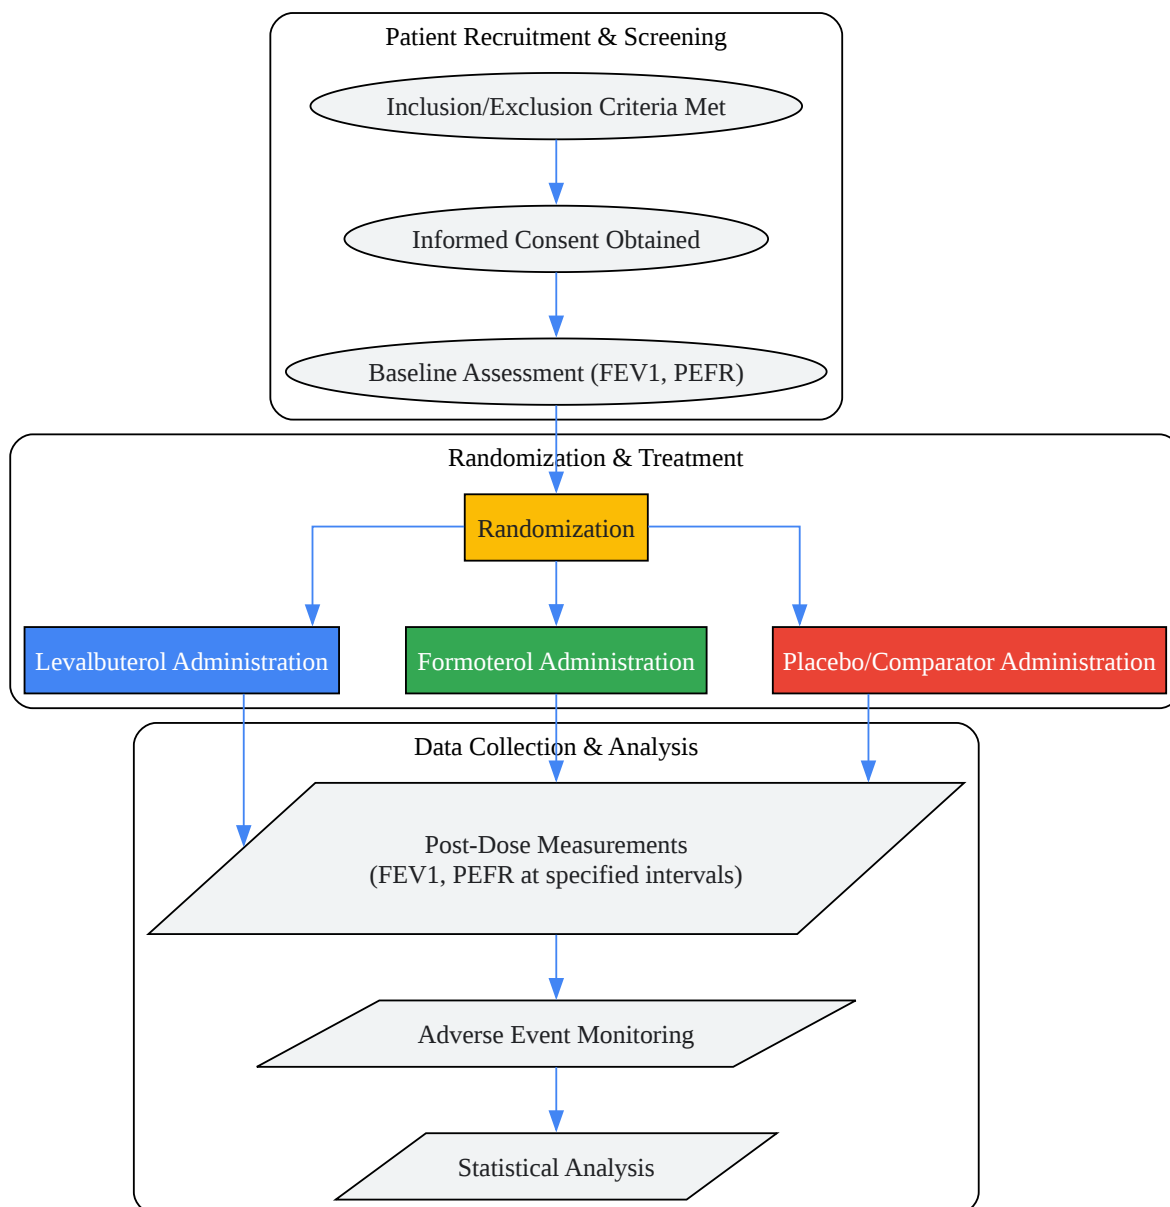 Patient Recruitment & Screening
Inclusion/Exclusion Criteria Met
Informed Consent Obtained
Baseline Assessment (FEV1, PEFR)
Randomization & Treatment
Randomization
Levalbuterol Administration
Formoterol Administration
Placebo/Comparator Administration
Data Collection & Analysis
Post-Dose Measurements
(FEV1, PEFR at specified intervals)
Adverse Event Monitoring
Statistical Analysis